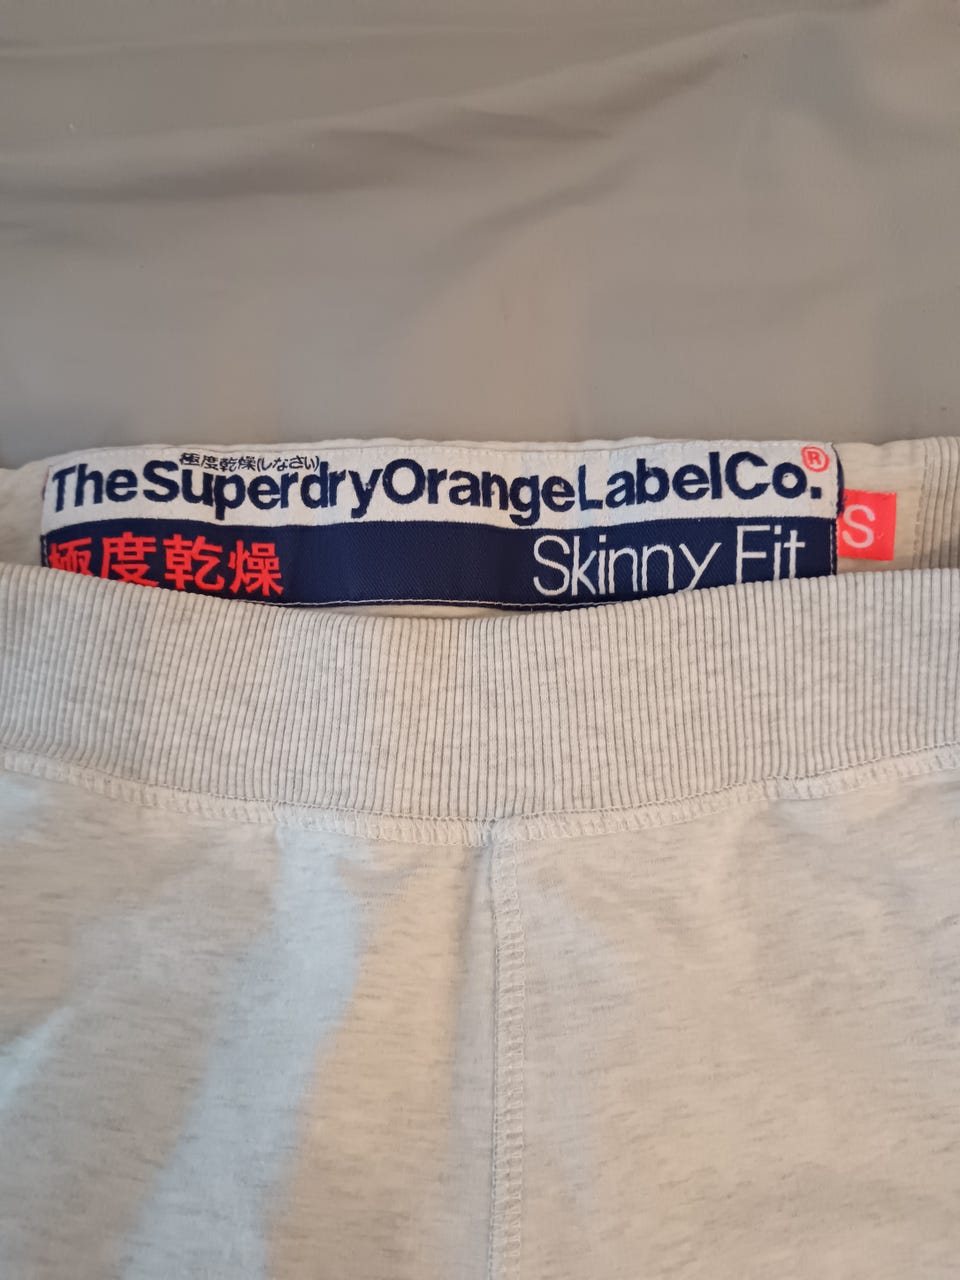 極度乾燥(しなさい)
TheSuperdryOrangeLabelCo.®
S
極度乾燥
Skinny Fit